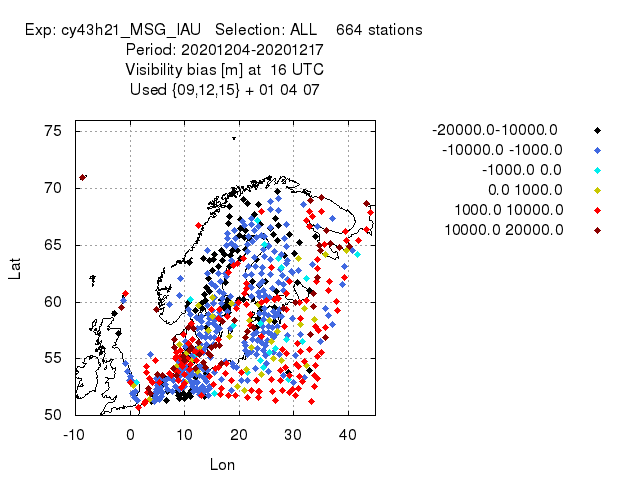 Exp: cy43h21_MSG_IAU Selection: ALL 664 stations
Period: 20201204-20201217
Visibility bias [m] at 16 UTC
Used {09,12,15} + 01 04 07
-20000.0-10000.0
-10000.0 -1000.0
-1000.0 0.0
0.0 1000.0
1000.0 10000.0
10000.0 20000.0
75
70
65
60
55
50
Lat
-10 0 10 20 30 40
Lon